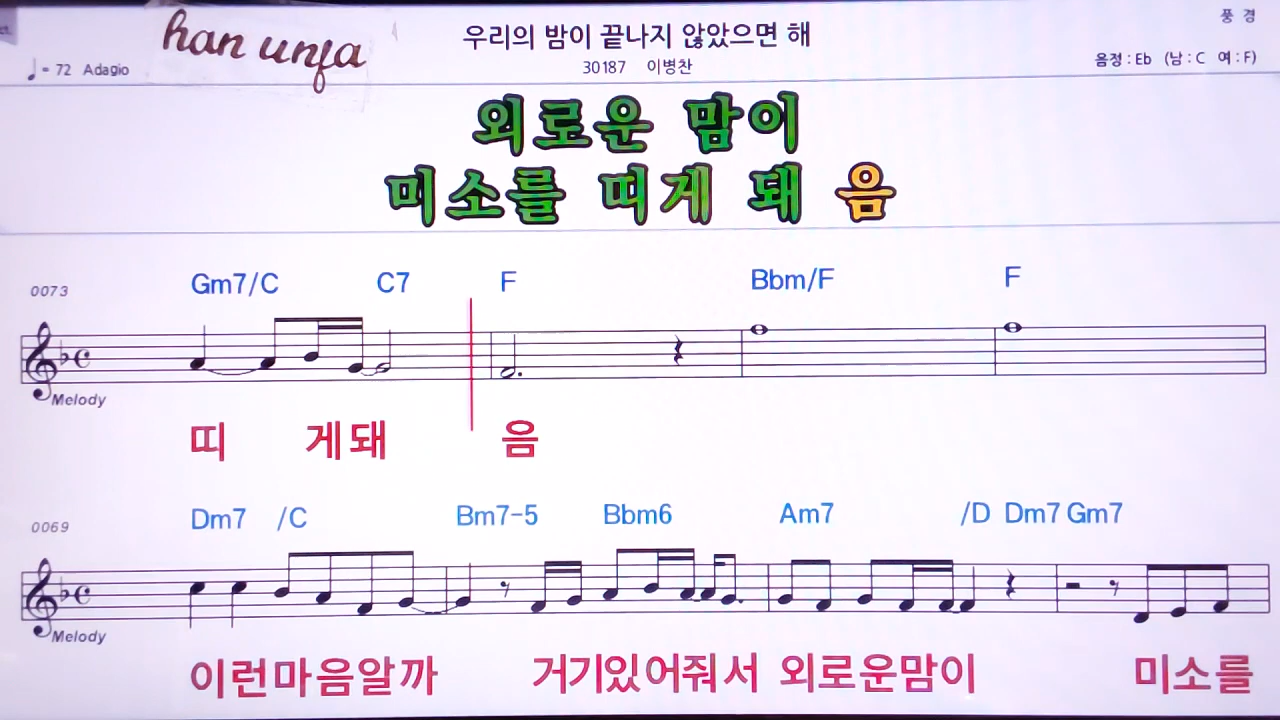 han unfa
우리의 밤이 끝나지 않았으면 해
풍 경
♩= 72 Adagio
30187 이병찬
음정 : Eb (남 : C 여 : F)
외로운 맘이
미소를 띠게 돼 음
0073
Gm7/C C7 F Bbm/F F
Melody
띠 게돼 음
0069
Dm7 /C Bm7-5 Bbm6 Am7 /D Dm7 Gm7
Melody
이런마음알까 거기있어줘서 외로운맘이 미소를